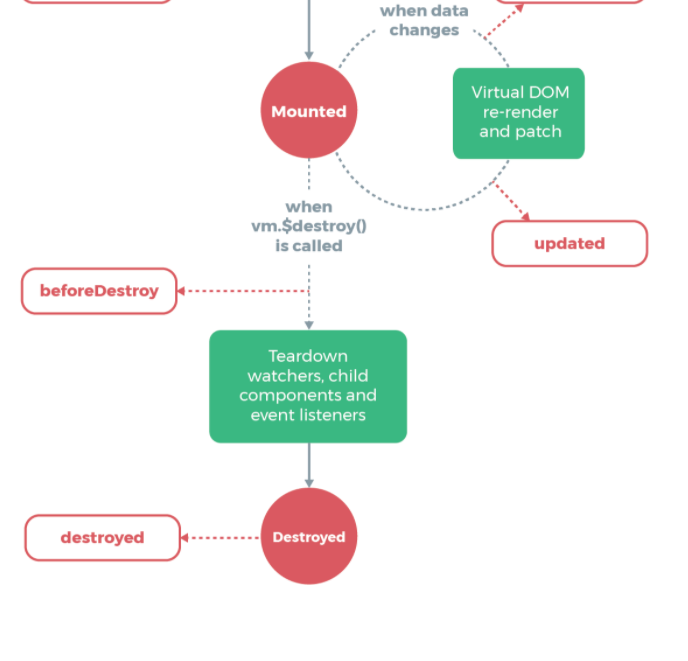 when data
changes
Mounted
Virtual DOM
re-render
and patch
when
vm.$destroy()
is called
updated
beforeDestroy
Teardown
watchers, child
components and
event listeners
destroyed
Destroyed